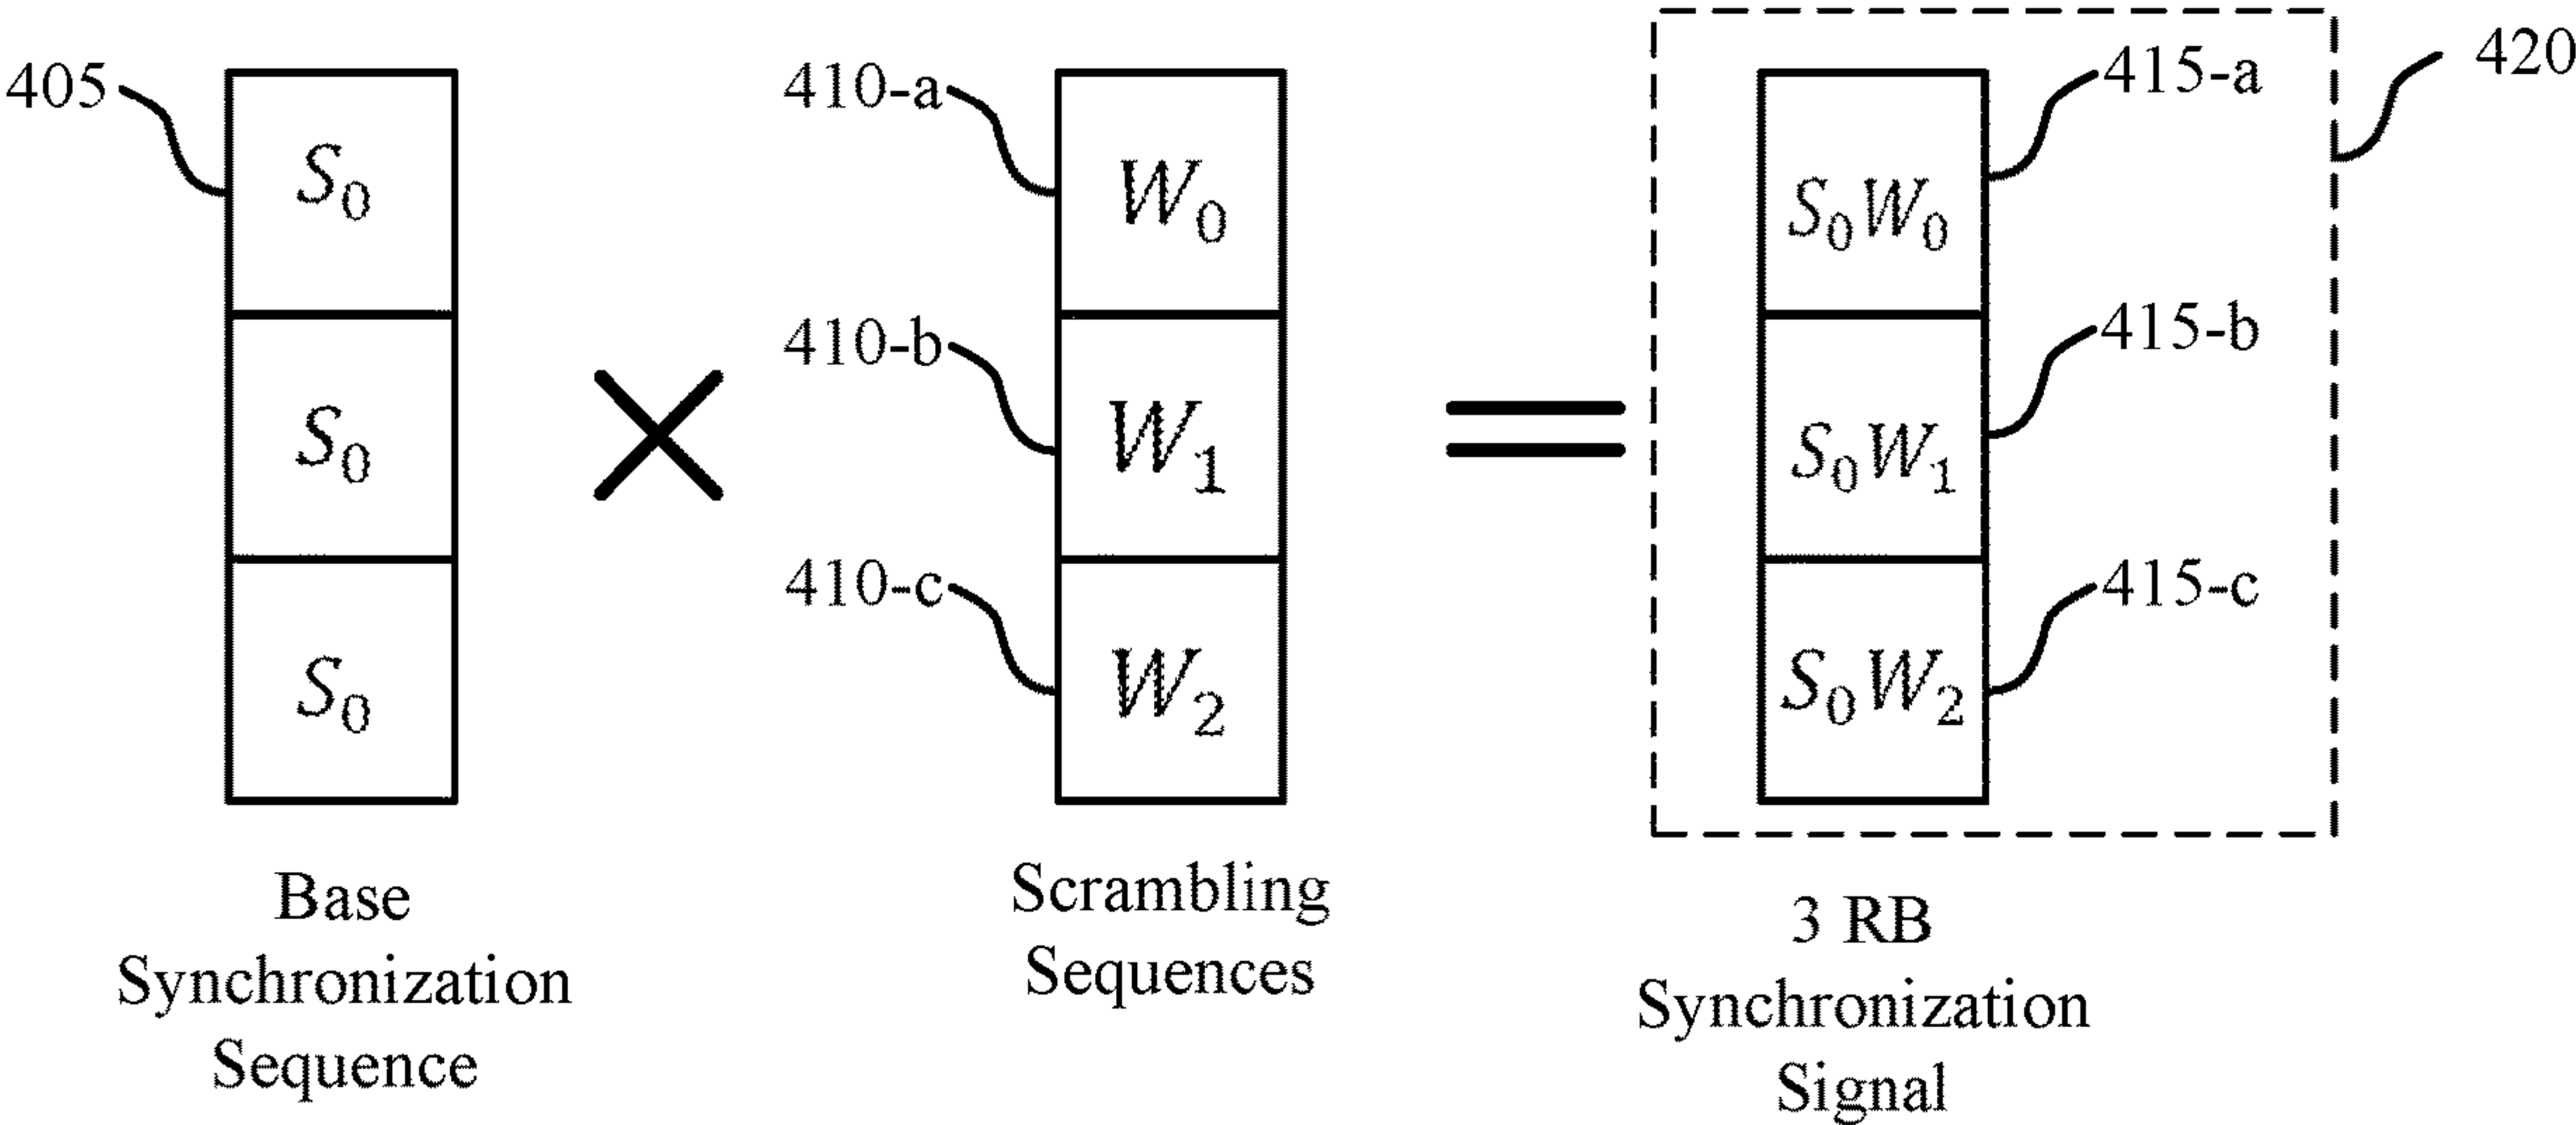 405
S₀
S₀
S₀
Base
Synchronization
Sequence
×
410-a
410-b
410-c
W₀
W₁
W₂
Scrambling
Sequences
=
415-a
415-b
415-c
420
S₀W₀
S₀W₁
S₀W₂
3 RB
Synchronization
Signal